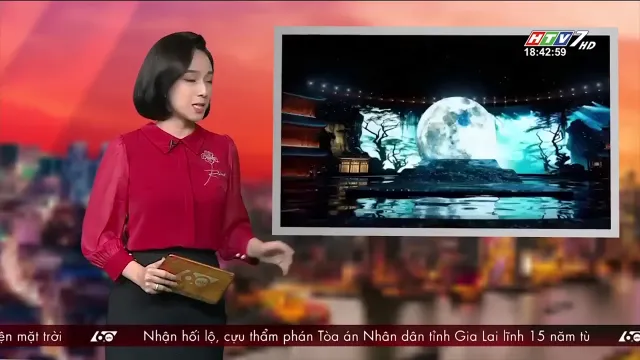 HTV7 HD
18:42:59
ện mặt trời 60 Nhận hối lộ, cựu thẩm phán Tòa án Nhân dân tỉnh Gia Lai lĩnh 15 năm tù 60